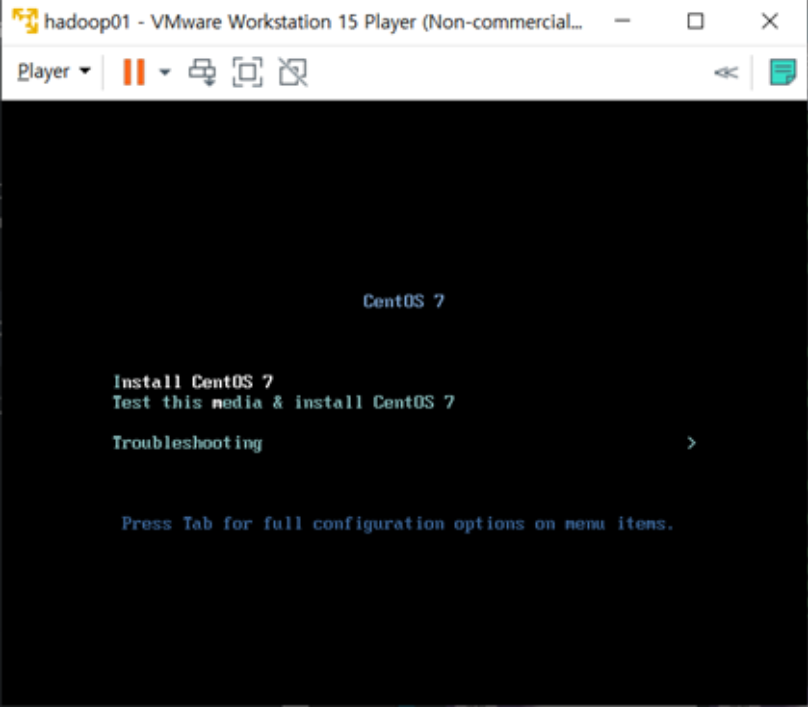 hadoop01 - VMware Workstation 15 Player (Non-commercial...
Player
CentOS 7
Install CentOS 7
Test this media & install CentOS 7
Troubleshooting >
Press Tab for full configuration options on menu items.